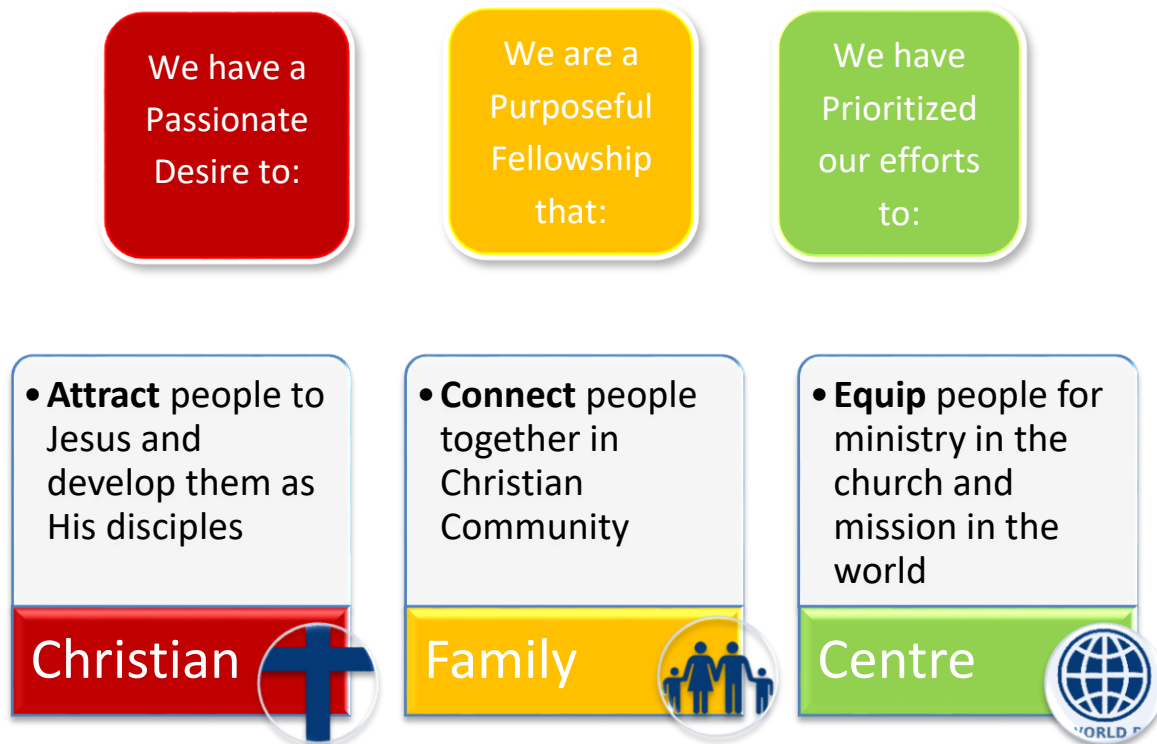 We have a
Passionate
Desire to:
We are a
Purposeful
Fellowship
that:
We have
Prioritized
our efforts
to:
• Attract people to
Jesus and
develop them as
His disciples
Christian
• Connect people
together in
Christian
Community
Family
• Equip people for
ministry in the
church and
mission in the
world
Centre
WORLD